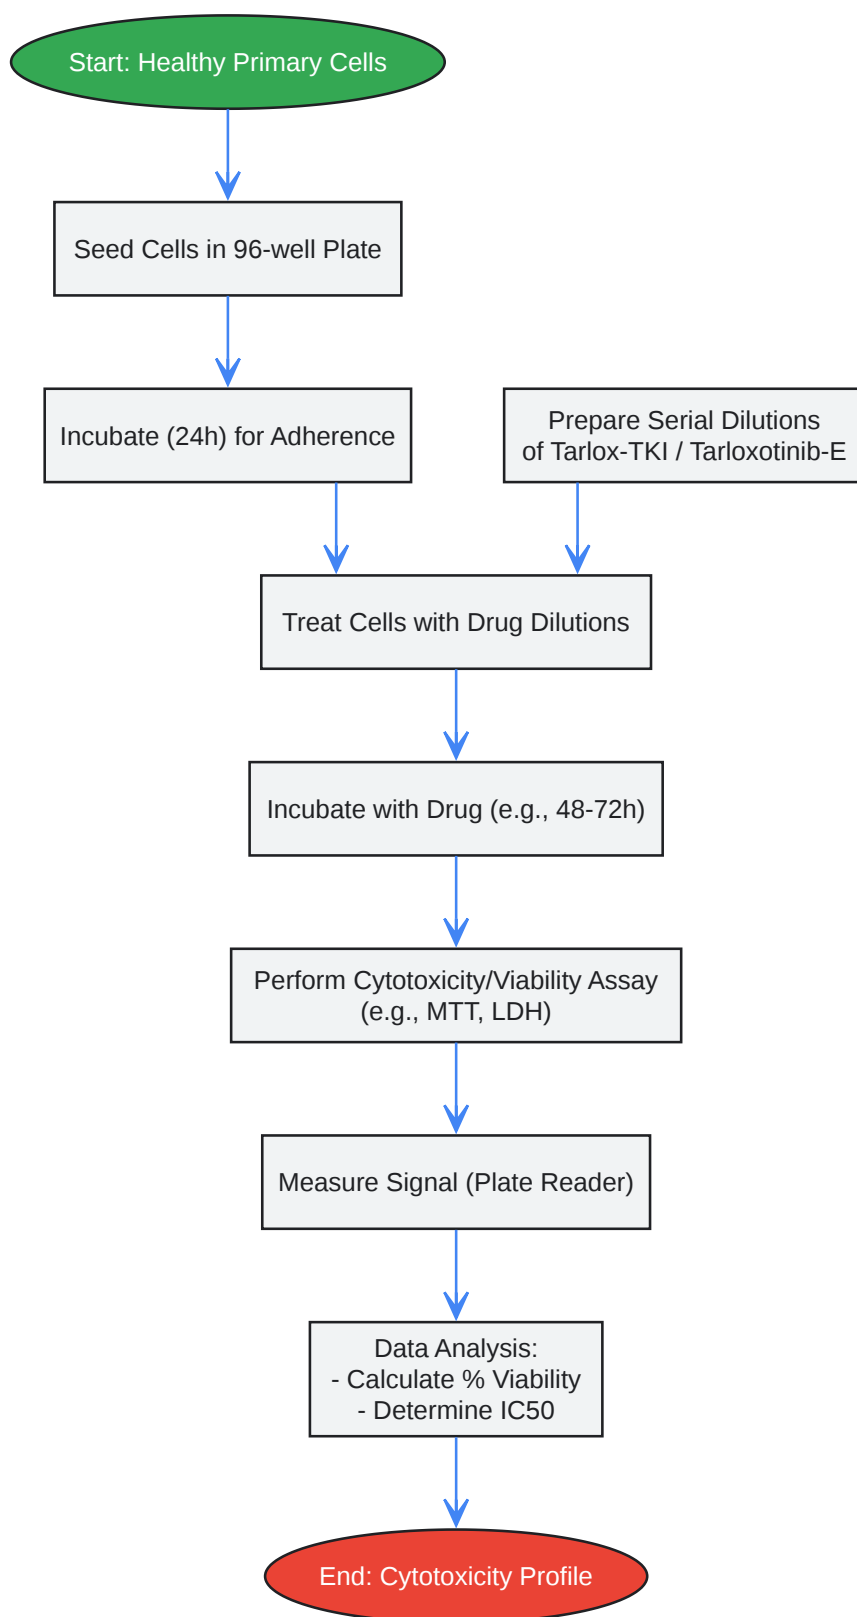 Start: Healthy Primary Cells
Seed Cells in 96-well Plate
Incubate (24h) for Adherence
Prepare Serial Dilutions
of Tarlox-TKI / Tarloxotinib-E
Treat Cells with Drug Dilutions
Incubate with Drug (e.g., 48-72h)
Perform Cytotoxicity/Viability Assay
(e.g., MTT, LDH)
Measure Signal (Plate Reader)
Data Analysis:
- Calculate % Viability
- Determine IC50
End: Cytotoxicity Profile